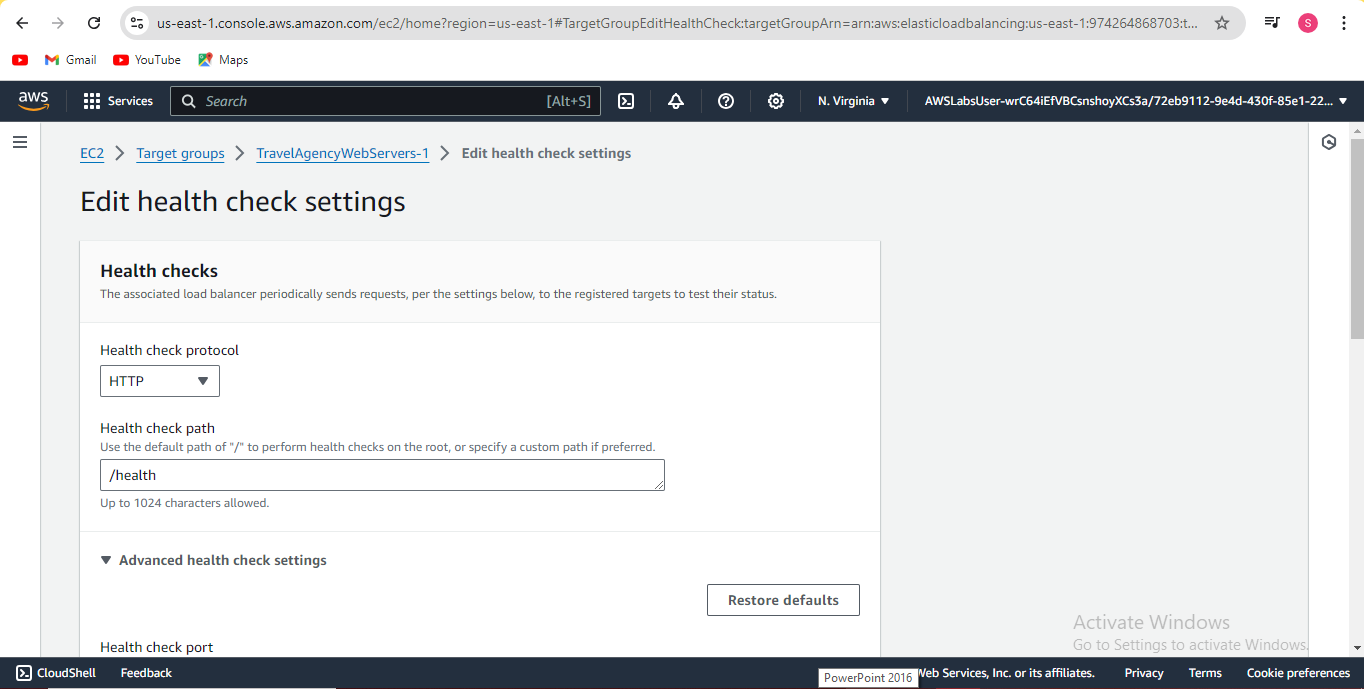 us-east-1.console.aws.amazon.com/ec2/home?region=us-east-1#TargetGroupEditHealthCheck:targetGroupArn=arn:aws:elasticloadbalancing:us-east-1:974264868703:t...
S
Gmail YouTube Maps
aws Services Search [Alt+S] N. Virginia AWSLabsUser-wrC64iEfVBCsnshoyXCs3a/72eb9112-9e4d-430f-85e1-22...
EC2 > Target groups > TravelAgencyWebServers-1 > Edit health check settings
Edit health check settings
Health checks
The associated load balancer periodically sends requests, per the settings below, to the registered targets to test their status.
Health check protocol
HTTP
Health check path
Use the default path of "/" to perform health checks on the root, or specify a custom path if preferred.
/health
Up to 1024 characters allowed.
Advanced health check settings
Restore defaults
Health check port
Activate Windows
Go to Settings to activate Windows.
CloudShell Feedback PowerPoint 2016 Web Services, Inc. or its affiliates. Privacy Terms Cookie preferences